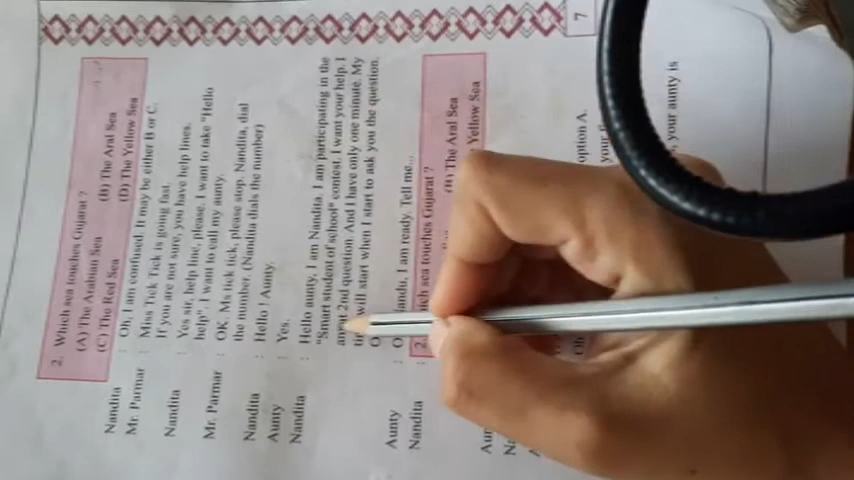 7
2. Which sea touches Gujarat ?
(A) The Arabian Sea (B) The Aral Sea
(C) The Red Sea (D) The Yellow Sea
Nandita : Oh, I am confused. It may be either B or C.
Mr. Parmar : Miss Tick Tick is going fast.
If you are not sure, you have help lines.
Nandita : Yes sir, help line, please. I want to take "Hello
help". I want to call my aunty.
Mr. Parmar : OK. Ms tick tick, please stop. Nandita, dial
the number. (Nandita dials the number)
Nandita : Hello ! Aunty.
Aunty : Yes.
Nandita : Hello aunty, I am Nandita. I am participating in the
"Smart student of school" contest. I want your help. I
am 2nd question. And I have only one minute. My
will start when I start to ask you the question.
Aunty : Nandu, I am ready. Tell me...
Nandita : 2. sea touches Gujarat ?
The Aral Sea
Yellow Sea
Aunty
option A.
your aunty
your aunty is